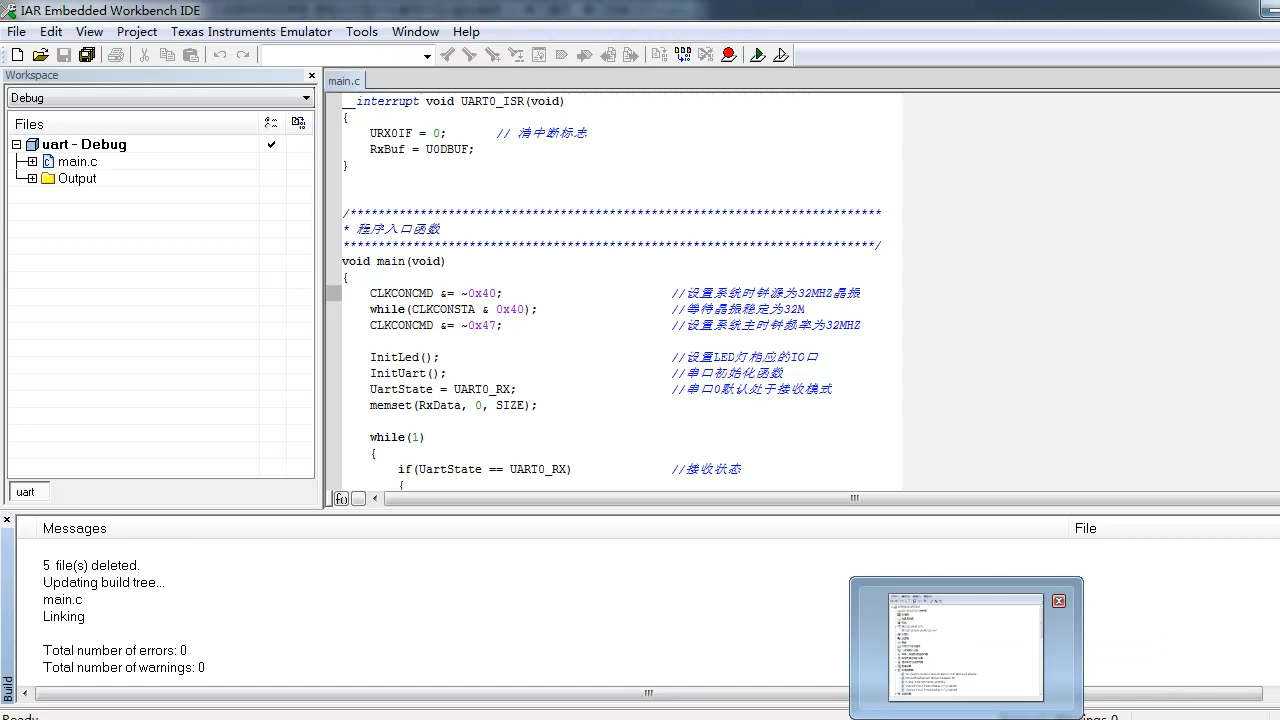 IAR Embedded Workbench IDE
File Edit View Project Texas Instruments Emulator Tools Window Help
Workspace
main.c
Debug
Files
uart - Debug
main.c
Output
uart
__interrupt void UART0_ISR(void)
{
URX0IF = 0; // 清中断标志
RxBuf = U0DBUF;
}
/****************************************************************************
* 程序入口函数
****************************************************************************/
void main(void)
{
CLKCONCMD &= ~0x40; //设置系统时钟源为32MHZ晶振
while(CLKCONSTA & 0x40); //等待晶振稳定为32M
CLKCONCMD &= ~0x47; //设置系统主时钟频率为32MHZ
InitLed(); //设置LED灯相应的IO口
InitUart(); //串口初始化函数
UartState = UART0_RX; //串口0默认处于接收模式
memset(RxData, 0, SIZE);
while(1)
{
if(UartState == UART0_RX) //接收状态
{
Messages File
5 file(s) deleted.
Updating build tree...
main.c
Linking
Total number of errors: 0
Total number of warnings: 0
Build
Ready